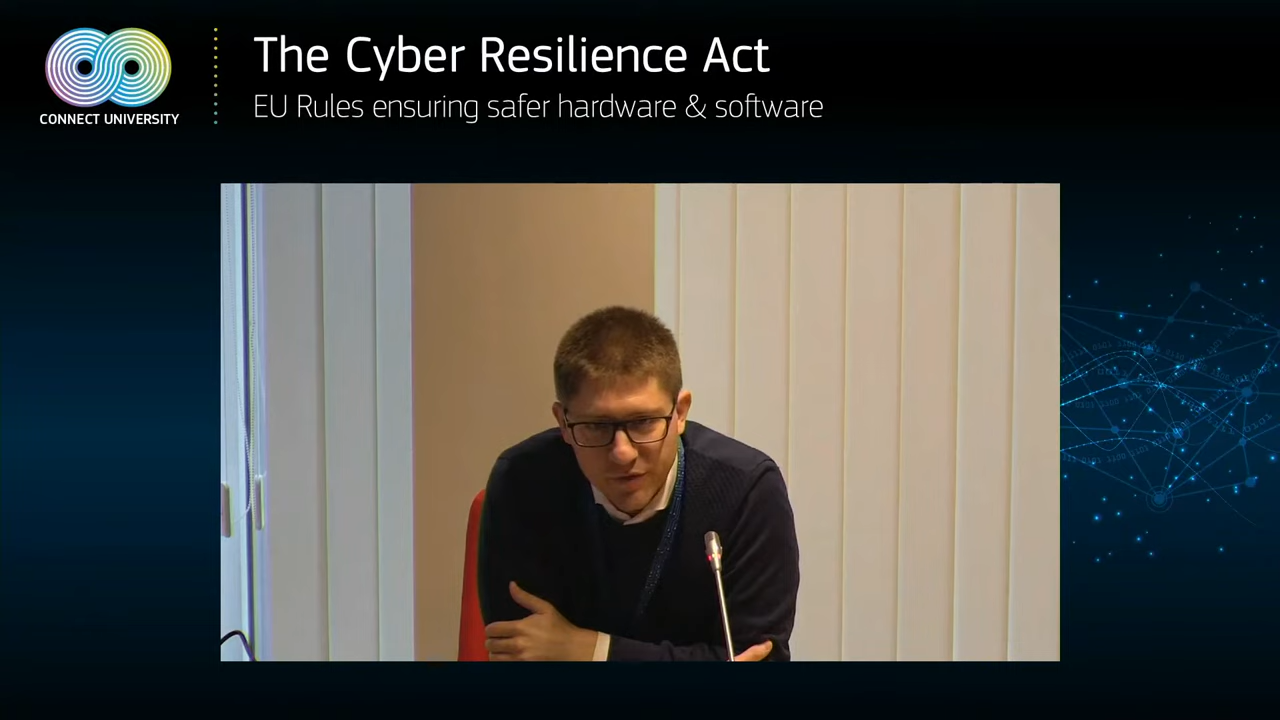 The Cyber Resilience Act
EU Rules ensuring safer hardware & software
CONNECT UNIVERSITY